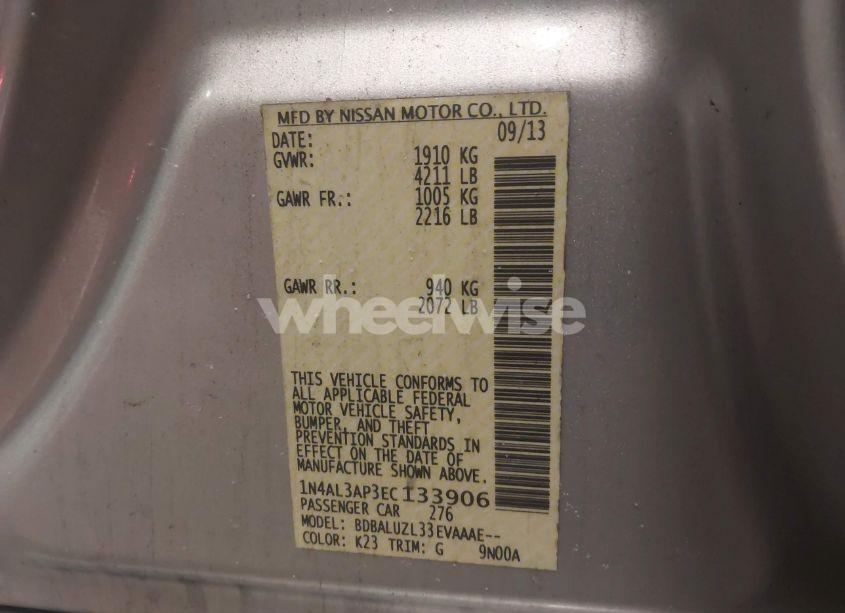 MFD BY NISSAN MOTOR CO., LTD.
DATE: 09/13
GVWR: 1910 KG
4211 LB
GAWR FR.: 1005 KG
2216 LB
GAWR RR.: 940 KG
2072 LB
wheelwise
THIS VEHICLE CONFORMS TO
ALL APPLICABLE FEDERAL
MOTOR VEHICLE SAFETY,
BUMPER, AND THEFT
PREVENTION STANDARDS IN
EFFECT ON THE DATE OF
MANUFACTURE SHOWN ABOVE.
1N4AL3AP3EC133906
PASSENGER CAR 276
MODEL: BDBALUZL33EVAAAE--
COLOR: K23 TRIM: G 9N00A